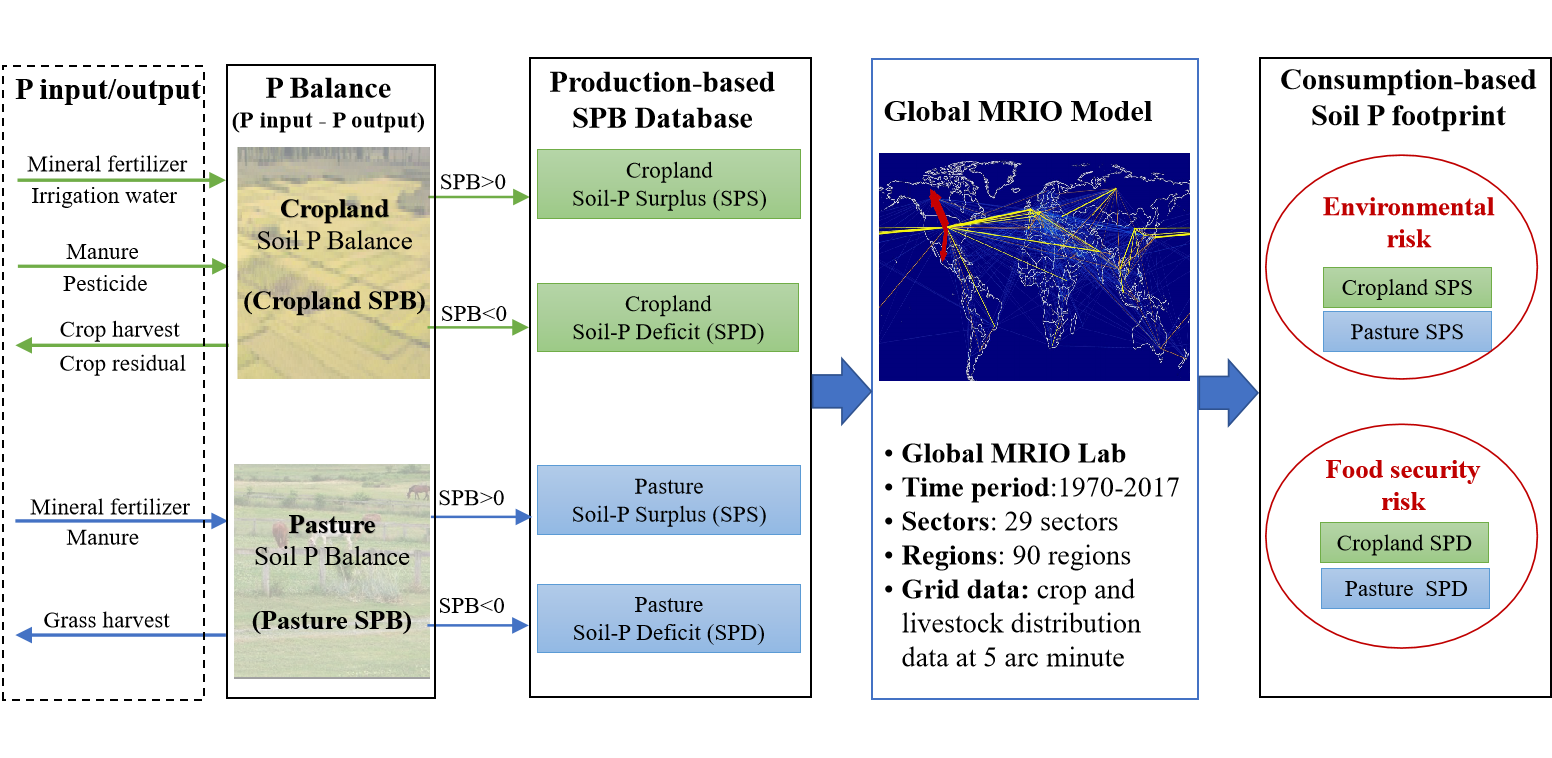 P input/output
Mineral fertilizer
Irrigation water
Manure
Pesticide
Crop harvest
Crop residual
Mineral fertilizer
Manure
Grass harvest
P Balance
(P input - P output)
Cropland
Soil P Balance
(Cropland SPB)
Pasture
Soil P Balance
(Pasture SPB)
SPB>0
SPB<0
SPB>0
SPB<0
Production-based
SPB Database
Cropland
Soil-P Surplus (SPS)
Cropland
Soil-P Deficit (SPD)
Pasture
Soil-P Surplus (SPS)
Pasture
Soil-P Deficit (SPD)
Global MRIO Model
• Global MRIO Lab
• Time period:1970-2017
• Sectors: 29 sectors
• Regions: 90 regions
• Grid data: crop and
livestock distribution
data at 5 arc minute
Consumption-based
Soil P footprint
Environmental
risk
Cropland SPS
Pasture SPS
Food security
risk
Cropland SPD
Pasture SPD